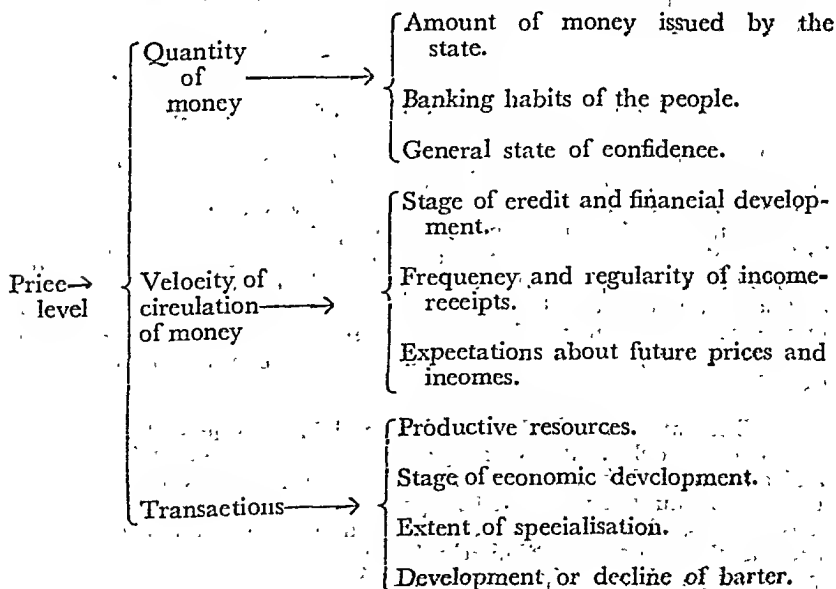 Amount of money issued by the
state.
Quantity
of
money
Banking habits of the people.
General state of confidence.
Stage of credit and financial develop-
ment.
Price
level
Velocity of
circulation
of money
Frequency and regularity of income-
receipts.
Expectations about future prices and
incomes.
Productive resources.
Stage of economic development.
Transactions
Extent of specialisation.
Development or decline of barter.